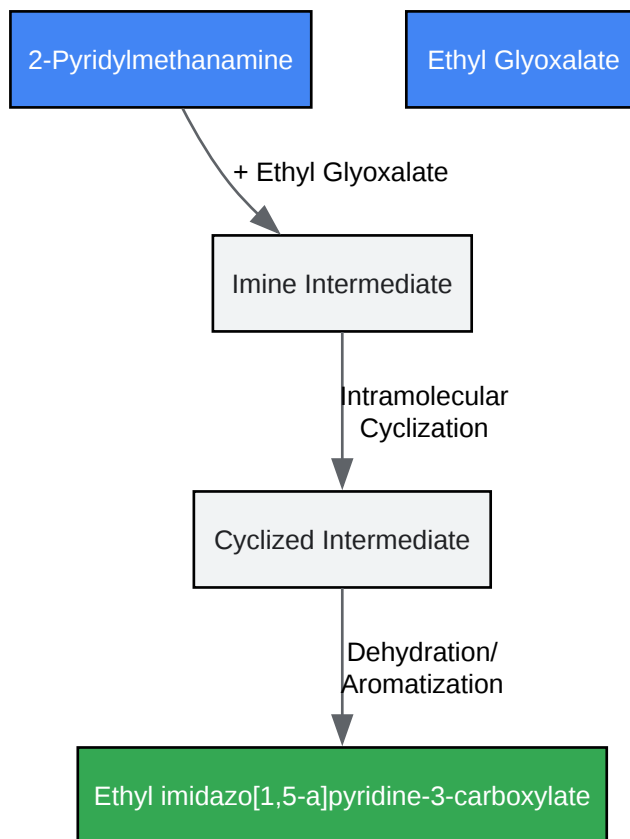 2-Pyridylmethanamine
Ethyl Glyoxalate
+ Ethyl Glyoxalate
Imine Intermediate
Intramolecular
Cyclization
Cyclized Intermediate
Dehydration/
Aromatization
Ethyl imidazo[1,5-a]pyridine-3-carboxylate